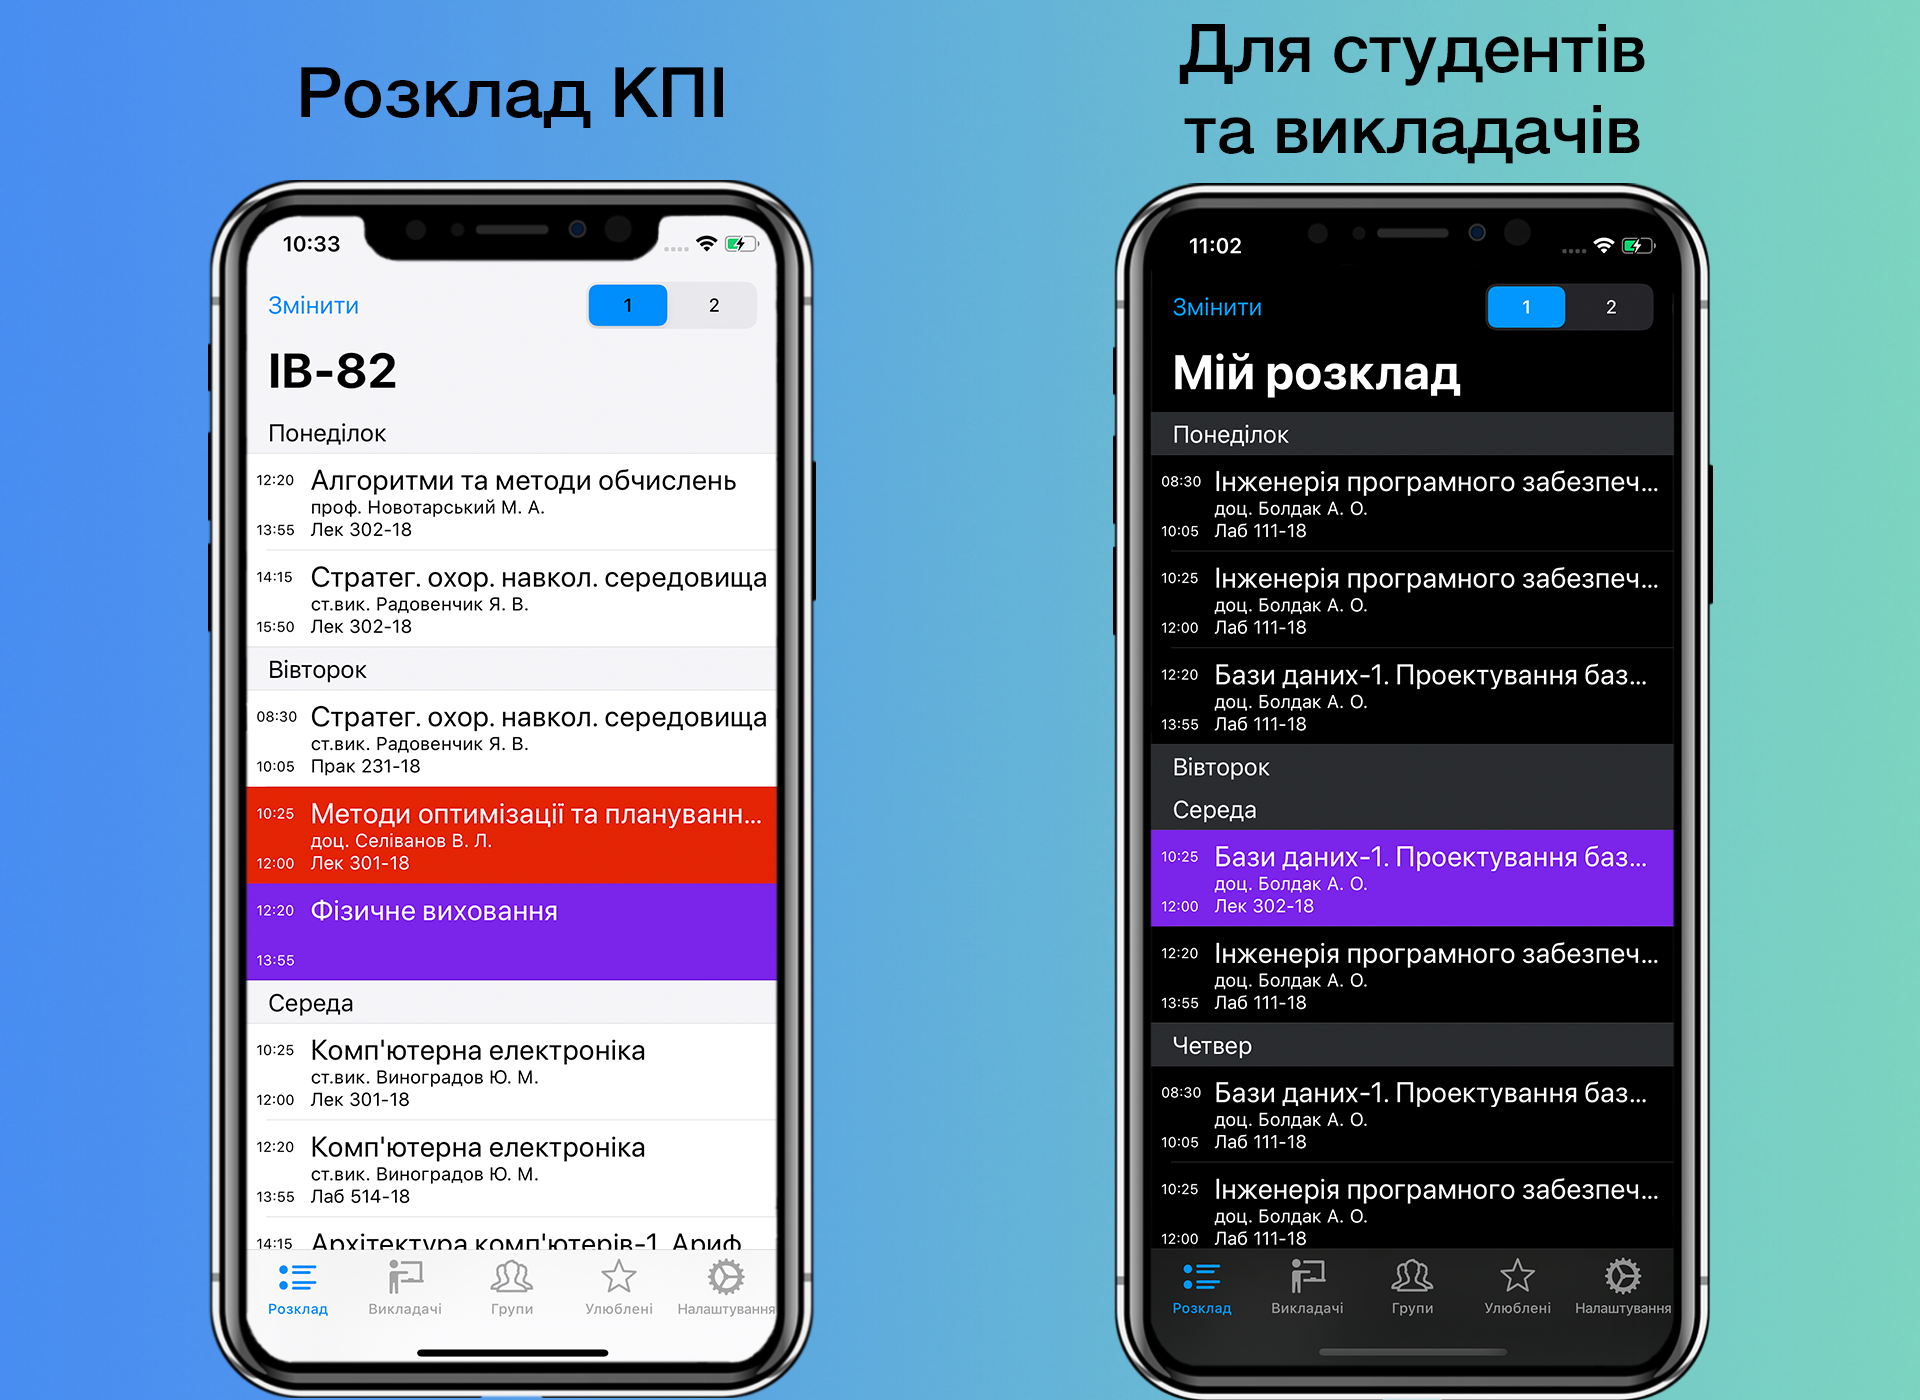 Розклад КПІ
10:33
Змінити
1 2
ІВ-82
Понеділок
12:20 Алгоритми та методи обчислень
проф. Новотарський М. А.
13:55 Лек 302-18
14:15 Стратег. охор. навкол. середовища
ст.вик. Радовенчик Я. В.
15:50 Лек 302-18
Вівторок
08:30 Стратег. охор. навкол. середовища
ст.вик. Радовенчик Я. В.
10:05 Прак 231-18
10:25 Методи оптимізації та плануванн...
доц. Селіванов В. Л.
12:00 Лек 301-18
12:20 Фізичне виховання
13:55
Середа
10:25 Комп'ютерна електроніка
ст.вик. Виноградов Ю. М.
12:00 Лек 301-18
12:20 Комп'ютерна електроніка
ст.вик. Виноградов Ю. М.
13:55 Лаб 514-18
14:15 Архітектура комп'ютерів-1. Ариф
Розклад Викладачі Групи Улюблені Налаштування
Для студентів
та викладачів
11:02
Змінити
1 2
Мій розклад
Понеділок
08:30 Інженерія програмного забезпеч...
доц. Болдак А. О.
10:05 Лаб 111-18
10:25 Інженерія програмного забезпеч...
доц. Болдак А. О.
12:00 Лаб 111-18
12:20 Бази даних-1. Проектування баз...
доц. Болдак А. О.
13:55 Лаб 111-18
Вівторок
Середа
10:25 Бази даних-1. Проектування баз...
доц. Болдак А. О.
12:00 Лек 302-18
12:20 Інженерія програмного забезпеч...
доц. Болдак А. О.
13:55 Лаб 111-18
Четвер
08:30 Бази даних-1. Проектування баз...
доц. Болдак А. О.
10:05 Лаб 111-18
10:25 Інженерія програмного забезпеч...
доц. Болдак А. О.
12:00 Лаб 111-18
Розклад Викладачі Групи Улюблені Налаштування